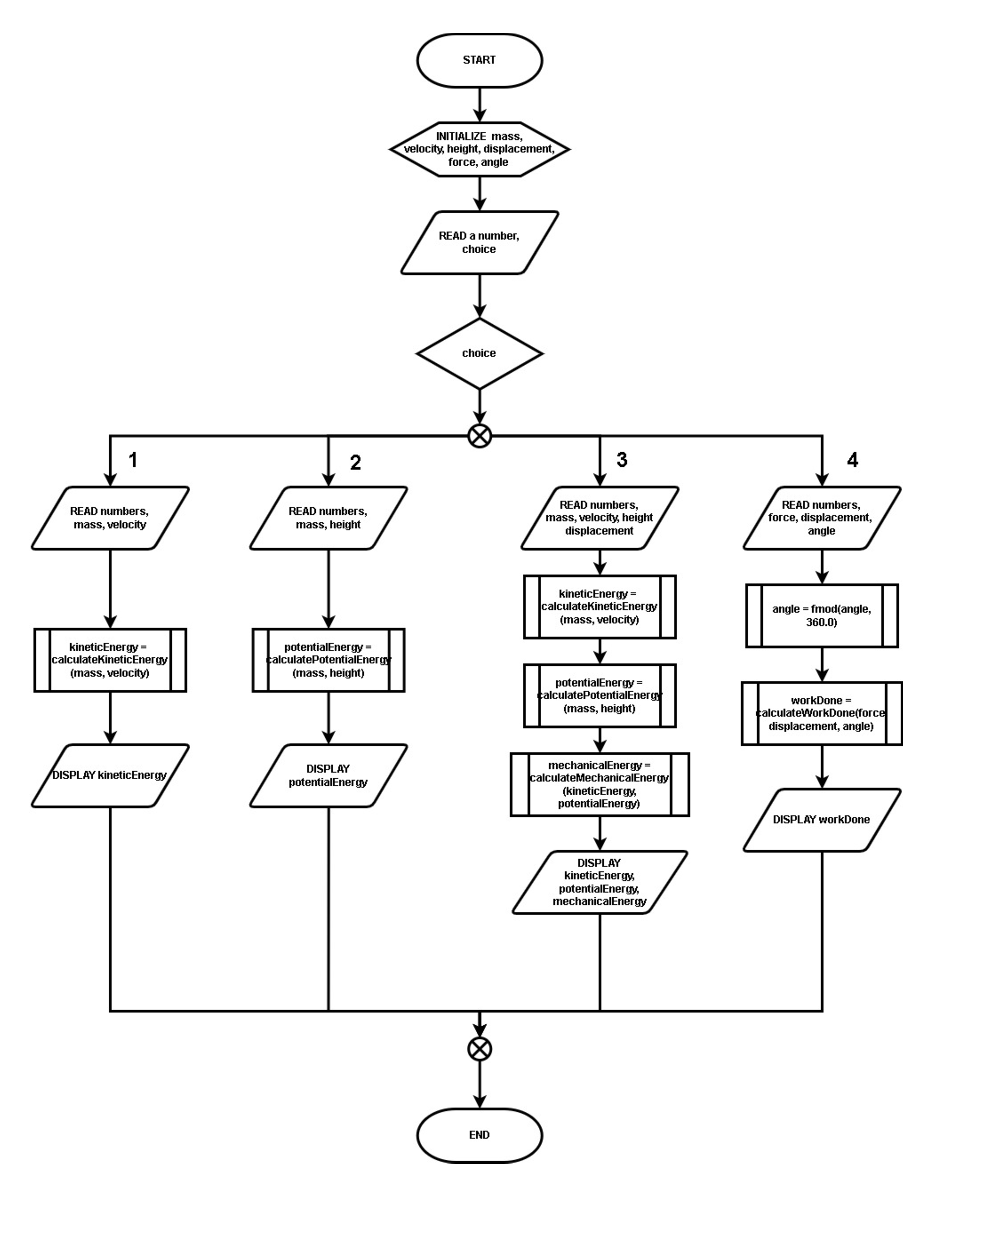 START
INITIALIZE mass,
velocity, height, displacement,
force, angle
READ a number,
choice
choice
1
2
3
4
READ numbers,
mass, velocity
kineticEnergy =
calculateKineticEnergy
(mass, velocity)
DISPLAY kineticEnergy
READ numbers,
mass, height
potentialEnergy =
calculatePotentialEnergy
(mass, height)
DISPLAY
potentialEnergy
READ numbers,
mass, velocity, height
displacement
kineticEnergy =
calculateKineticEnergy
(mass, velocity)
potentialEnergy =
calculatePotentialEnergy
(mass, height)
mechanicalEnergy =
calculateMechanicalEnergy
(kineticEnergy,
potentialEnergy)
DISPLAY
kineticEnergy,
potentialEnergy,
mechanicalEnergy
READ numbers,
force, displacement,
angle
angle = fmod(angle,
360.0)
workDone =
calculateWorkDone(force
displacement, angle)
DISPLAY workDone
END